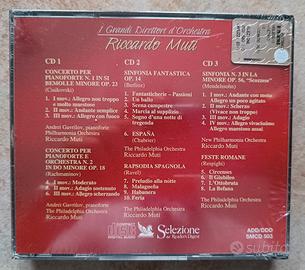 I Grandi Direttori d'Orchestra
Riccardo Muti
CD 1
CONCERTO PER
PIANOFORTE N. 1 IN SI
BEMOLLE MINORE OP. 23
(Ciaikovski)
1. I mov.: Allegro non troppo
e molto maestoso
2. II mov.: Andante semplice
3. III mov.: Allegro con fuoco
Andrei Gavrilov, pianoforte
Philharmonia Orchestra
Riccardo Muti
CONCERTO PER
PIANOFORTE E
ORCHESTRA N. 2
IN DO MINORE OP. 18
(Rachmaninov)
4. I mov.: Moderato
5. II mov.: Adagio sostenuto
6. III mov.: Allegro scherzando
Andrei Gavrilov, pianoforte
The Philadelphia Orchestra
Riccardo Muti
CD 2
SINFONIA FANTASTICA
OP. 14
(Berlioz)
1. Fantasticherie - Passioni
2. Un ballo
3. Scena campestre
4. Marcia al supplizio
5. Sogno d'una notte di
tregenda
6. ESPAÑA
(Chabrier)
The Philadelphia Orchestra
Riccardo Muti
RAPSODIA SPAGNOLA
(Ravel)
7. Preludio alla notte
8. Malagueña
9. Habanera
10. Feria
The Philadelphia Orchestra
Riccardo Muti
CD 3
SINFONIA N. 3 IN LA
MINORE OP. 56, "Scozzese"
(Mendelssohn)
1. I mov.: Andante con moto
Allegro un poco agitato
2. II mov.: Scherzo
(Vivace non troppo)
3. III mov.: Adagio
4. IV mov.: Allegro vivacissimo
Allegro maestoso assai
New Philharmonia Orchestra
Riccardo Muti
FESTE ROMANE
(Respighi)
5. Circenses
6. Il Giubileo
7. L'Ottobrata
8. La Befana
The Philadelphia Orchestra
Riccardo Muti
COMPACT
disc
DIGITAL AUDIO
Selezione
dal Reader's Digest
ADD/DDD
SMCD 503
subito